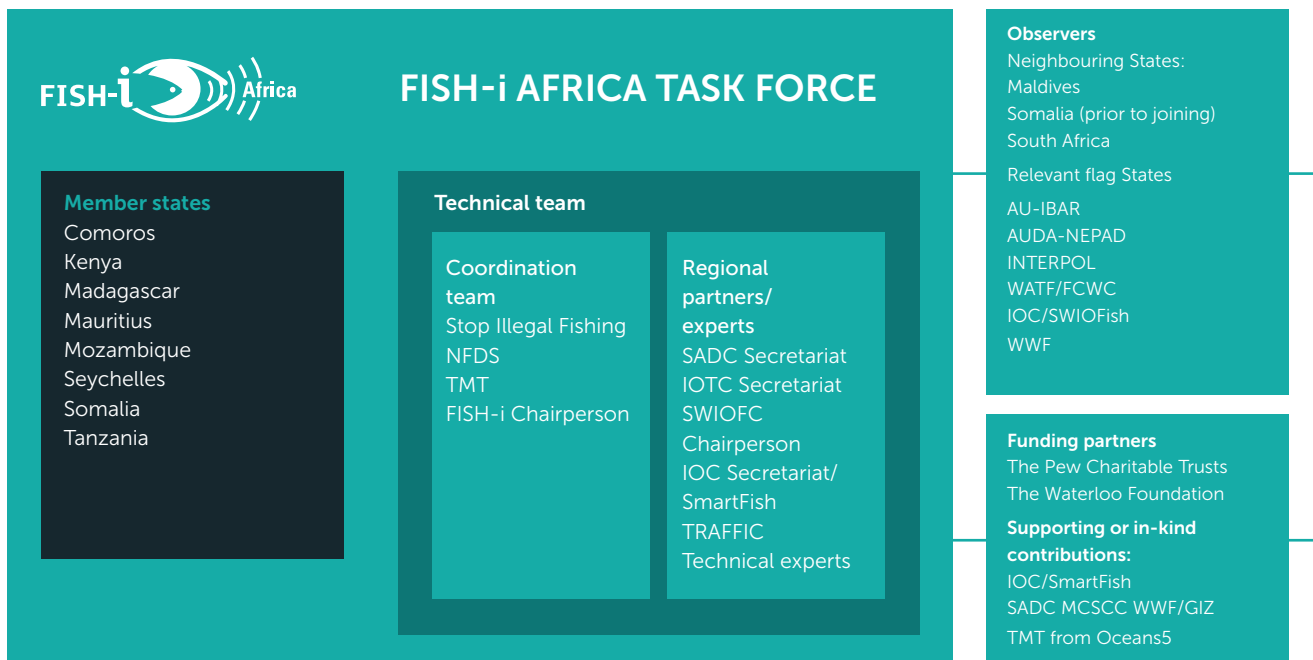 FISH-i Africa
FISH-i AFRICA TASK FORCE
Member states
Comoros
Kenya
Madagascar
Mauritius
Mozambique
Seychelles
Somalia
Tanzania
Technical team
Coordination
team
Stop Illegal Fishing
NFDS
TMT
FISH-i Chairperson
Regional
partners/
experts
SADC Secretariat
IOTC Secretariat
SWIOFC
Chairperson
IOC Secretariat/
SmartFish
TRAFFIC
Technical experts
Observers
Neighbouring States:
Maldives
Somalia (prior to joining)
South Africa
Relevant flag States
AU-IBAR
AUDA-NEPAD
INTERPOL
WATF/FCWC
IOC/SWIOFish
WWF
Funding partners
The Pew Charitable Trusts
The Waterloo Foundation
Supporting or in-kind
contributions:
IOC/SmartFish
SADC MCSCC WWF/GIZ
TMT from Oceans5